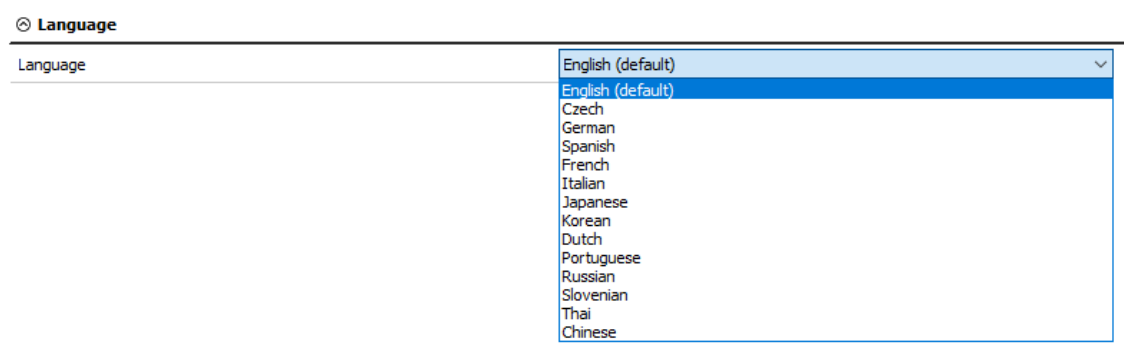 Language
Language English (default)
English (default)
Czech
German
Spanish
French
Italian
Japanese
Korean
Dutch
Portuguese
Russian
Slovenian
Thai
Chinese